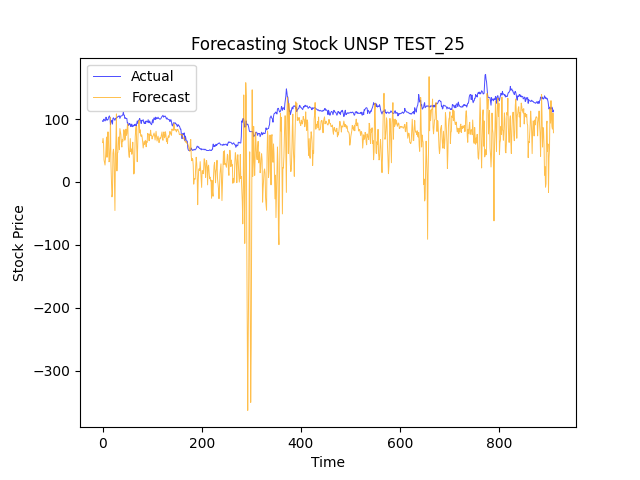 Forecasting Stock UNSP TEST_25
Actual
Forecast
100
0
−100
−200
−300
Stock Price
0 200 400 600 800
Time